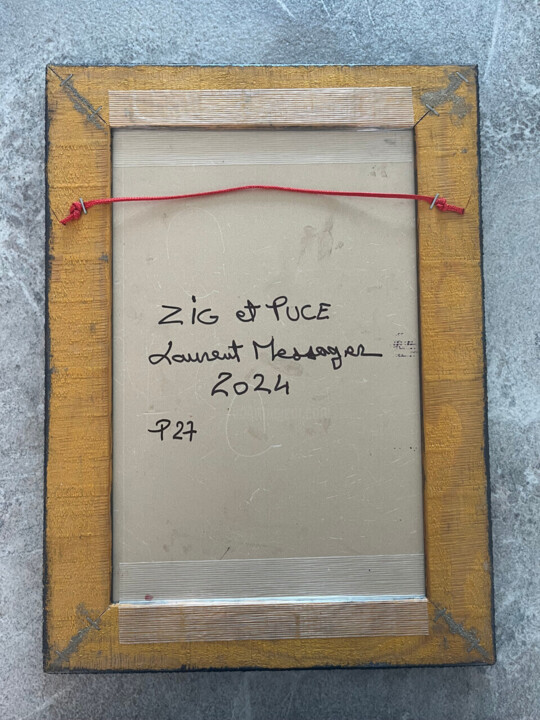 ZiG et PUCE
Laurent Messager
2024
P27